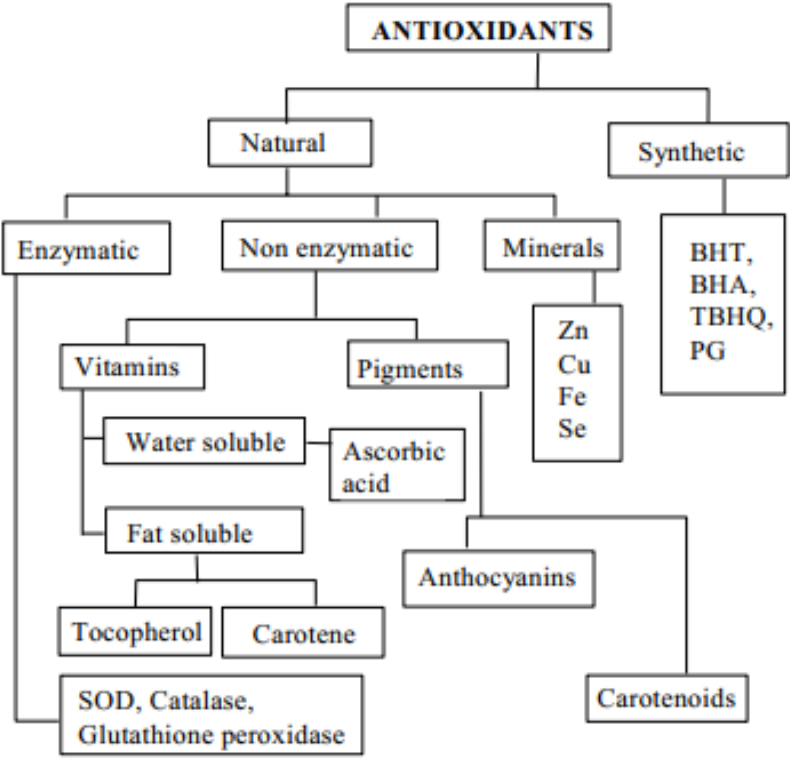 ANTIOXIDANTS
Natural
Synthetic
Enzymatic
Non enzymatic
Minerals
BHT,
BHA,
TBHQ,
PG
Zn
Cu
Fe
Se
Vitamins
Pigments
Water soluble
Ascorbic
acid
Fat soluble
Anthocyanins
Tocopherol
Carotene
Carotenoids
SOD, Catalase,
Glutathione peroxidase